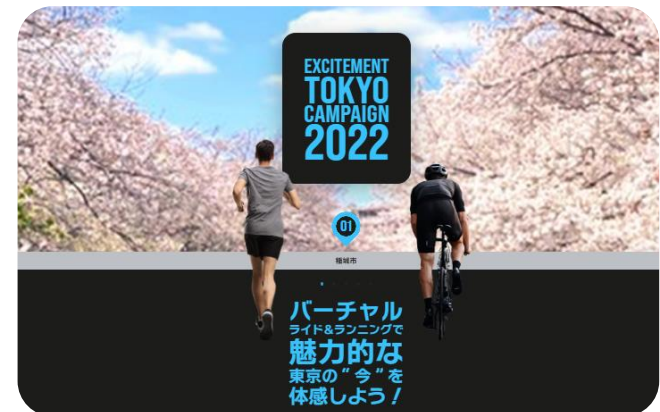 EXCITEMENT
TOKYO
CAMPAIGN
2022
01
稲城市
バーチャル
ライド&ランニングで
魅力的な
東京の“今”を
体感しよう！